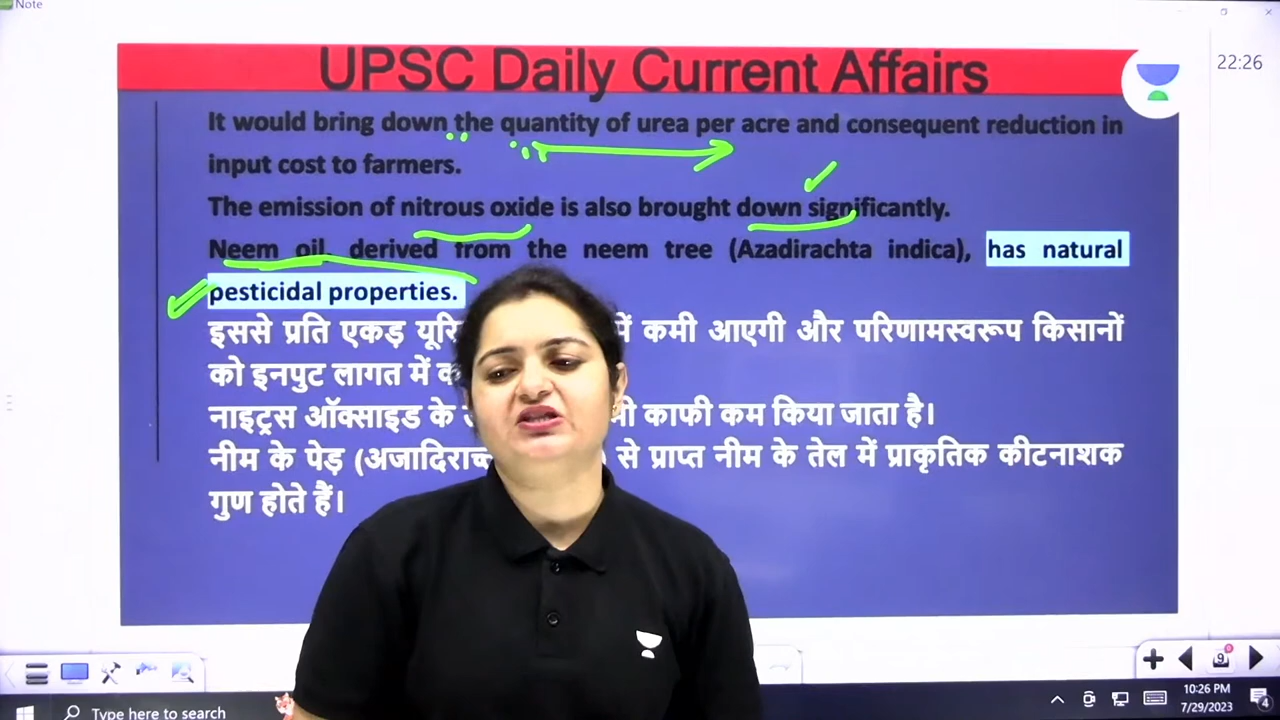 Note
UPSC Daily Current Affairs
22:26
It would bring down the quantity of urea per acre and consequent reduction in
input cost to farmers.
The emission of nitrous oxide is also brought down significantly.
Neem oil, derived from the neem tree (Azadirachta indica), has natural
pesticidal properties.
इससे प्रति एकड़ में कमी आएगी और परिणामस्वरूप किसानों
को इनपुट लागत में
नाइट्रस ऑक्साइड के काफी कम किया जाता है।
नीम के पेड़ से प्राप्त नीम के तेल में प्राकृतिक कीटनाशक
गुण होते हैं।
9
10:26 PM
Type here to search
7/29/2023
4